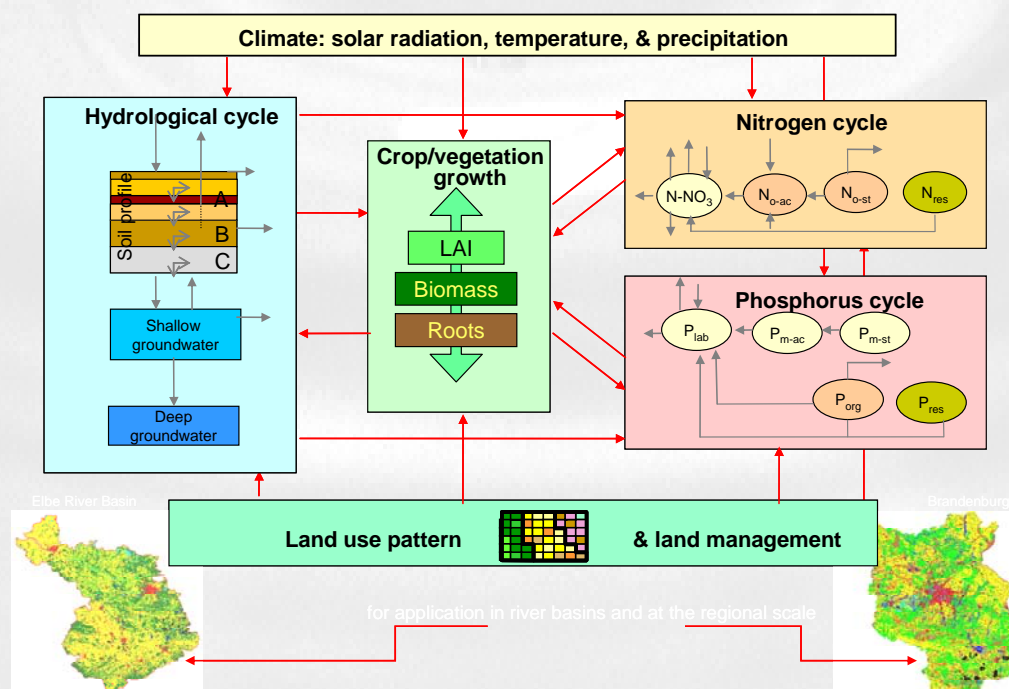 Climate: solar radiation, temperature, & precipitation
Hydrological cycle
Soil profile
A
B
C
Shallow
groundwater
Deep
groundwater
Crop/vegetation
growth
LAI
Biomass
Roots
Nitrogen cycle
N-NO3
No-ac
No-st
Nres
Phosphorus cycle
Plab
Pm-ac
Pm-st
Porg
Pres
Elbe River Basin
Brandenburg
Land use pattern
& land management
for application in river basins and at the regional scale